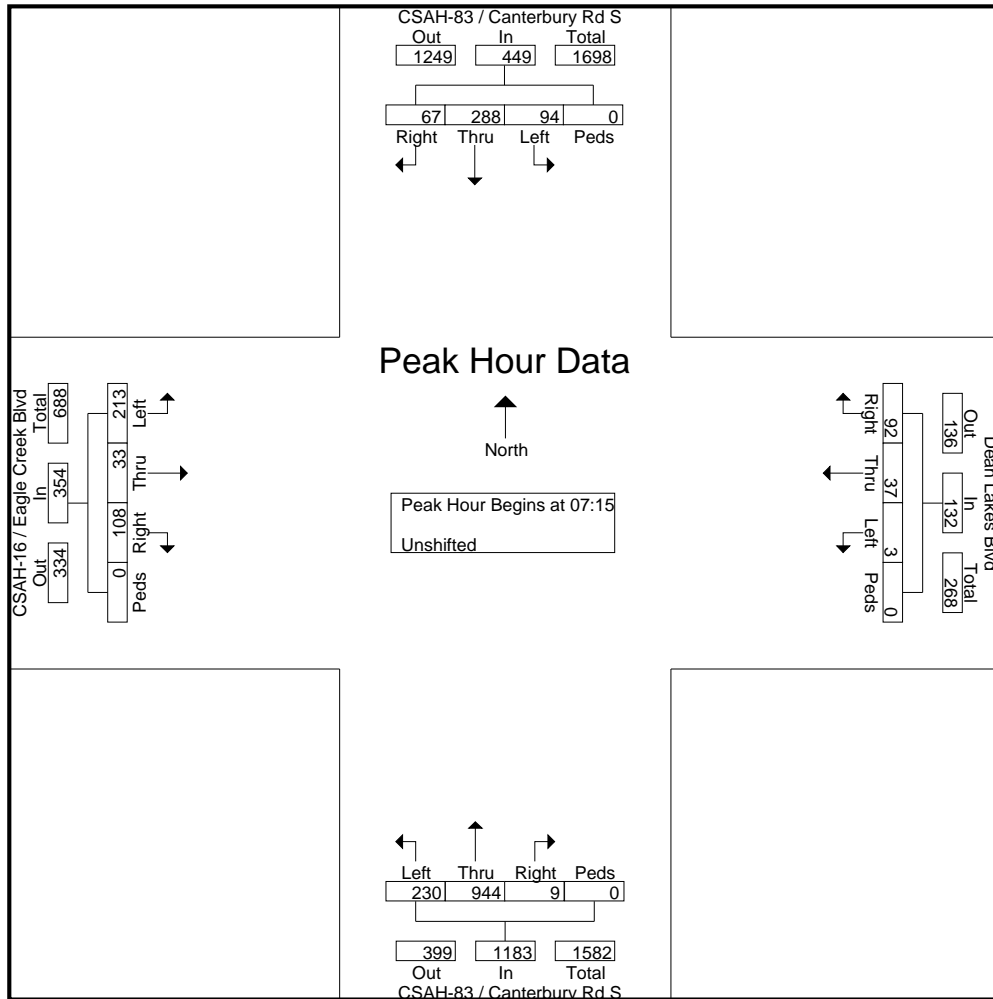 CSAH-83 / Canterbury Rd S
Out In Total
1249 449 1698
67 288 94 0
Right Thru Left Peds
Peak Hour Data
North
Peak Hour Begins at 07:15
Unshifted
CSAH-16 / Eagle Creek Blvd
Total In Out
688 354 334
213 33 108 0
Left Thru Right Peds
Dean Lakes Blvd
Out In Total
136 132 268
92 37 3 0
Right Thru Left Peds
Left Thru Right Peds
230 944 9 0
399 1183 1582
Out In Total
CSAH-83 / Canterbury Rd S